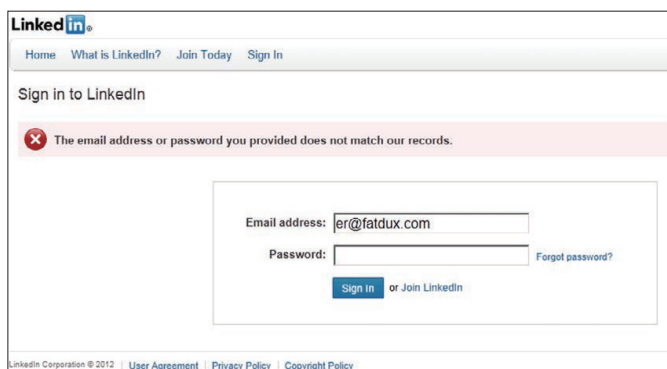 Linked in®
Home What is LinkedIn? Join Today Sign In
Sign in to LinkedIn
The email address or password you provided does not match our records.
Email address: er@fatdux.com
Password: Forgot password?
Sign In or Join LinkedIn
LinkedIn Corporation © 2012 | User Agreement | Privacy Policy | Copyright Policy